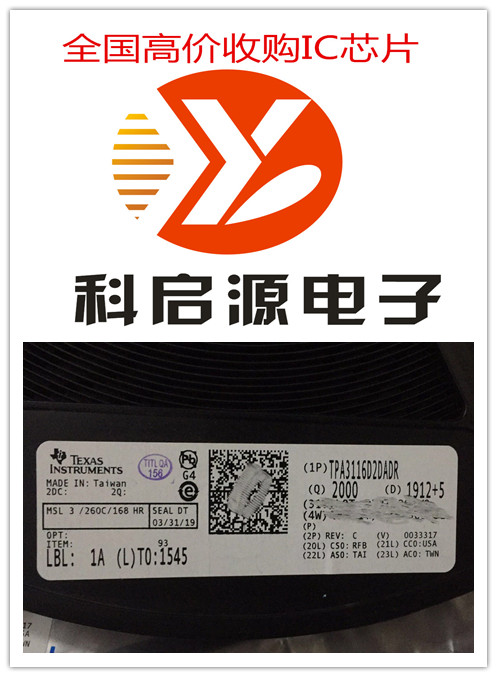 全国高价收购IC芯片
科启源电子
TEXAS
INSTRUMENTS
TITL QA
156
Pb
G4
e
MADE IN: Taiwan
2DC: 2Q:
MSL 3 /260C/168 HR
SEAL DT
03/31/19
OPT:
ITEM: 93
LBL: 1A (L)T0:1545
(1P) TPA3116D2DADR
(Q) 2000 (D) 1912+5
(4W)
(P)
(2P) REV: C (V) 0033317
(20L) CSO: RFB (21L) CCO:USA
(22L) ASO: TAI (23L) ACO: TWN